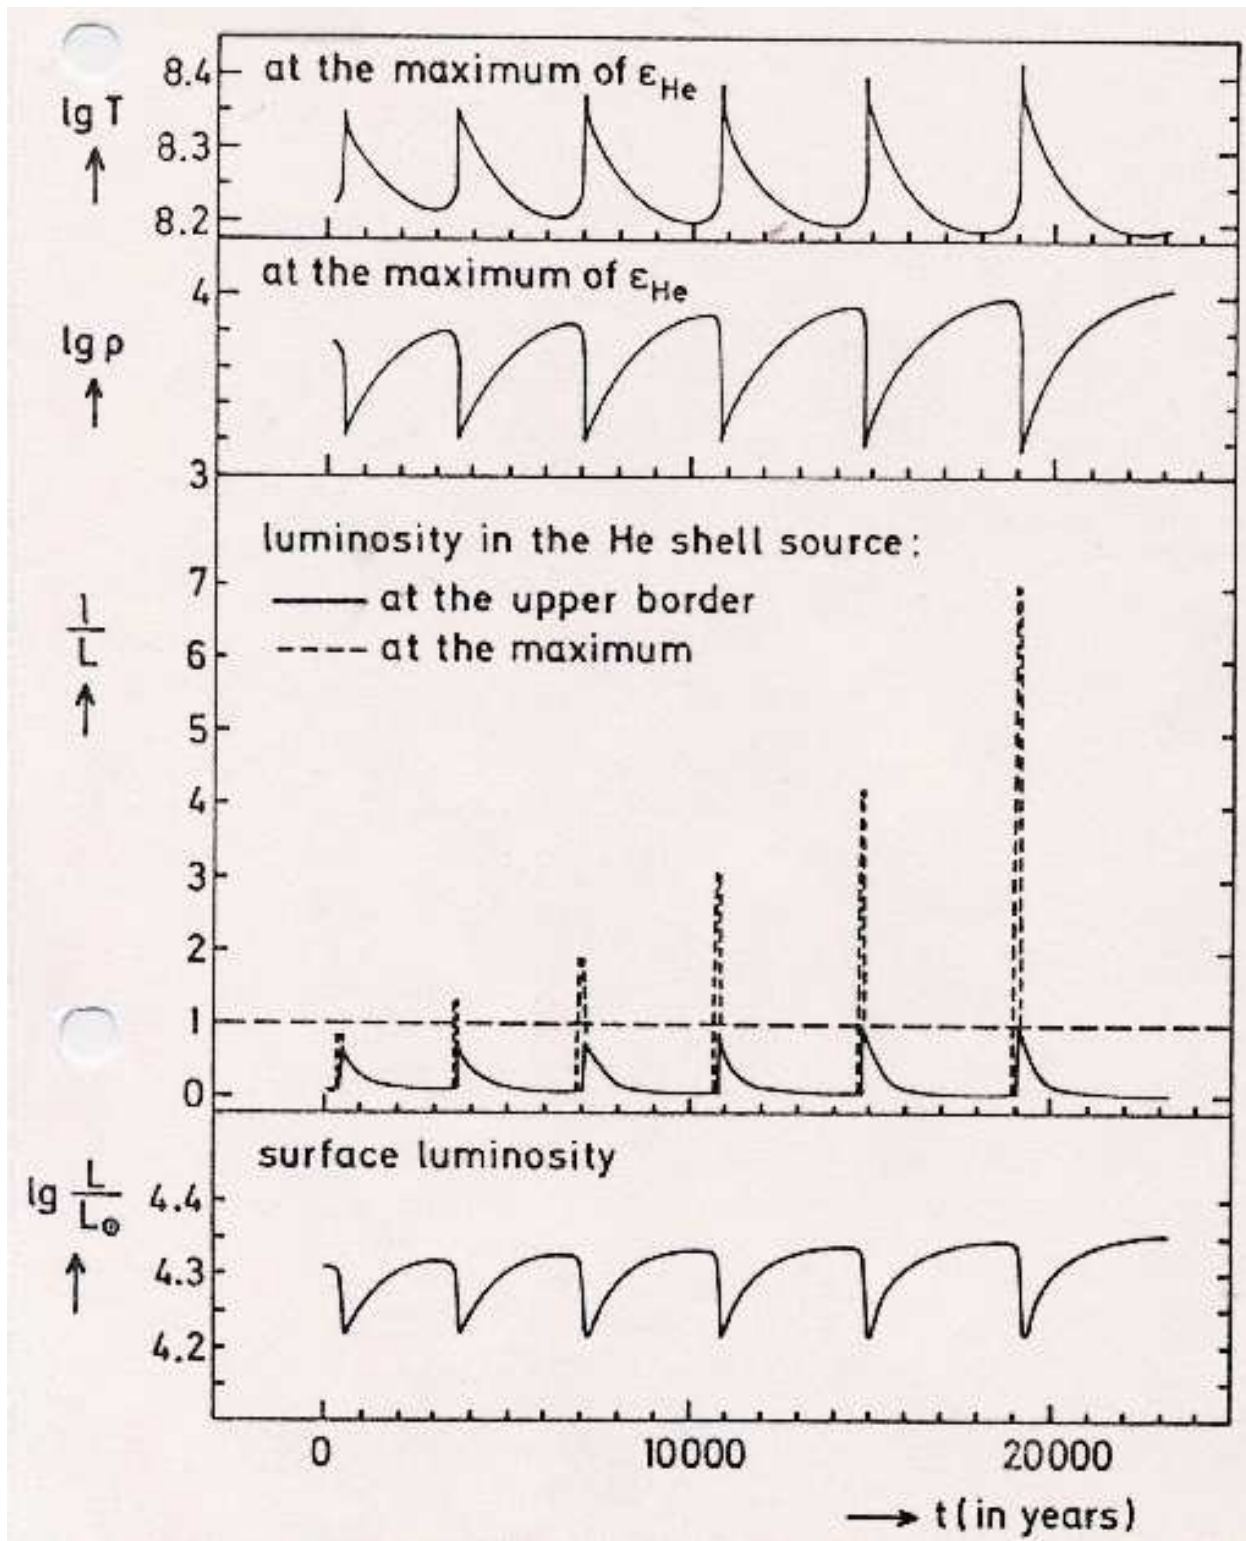 at the maximum of εHe
8.4
lg T
8.3
8.2
at the maximum of εHe
4
lg ρ
3
luminosity in the He shell source:
at the upper border
at the maximum
7
l/L
6
5
4
3
2
1
0
surface luminosity
lg L/L⊙
4.4
4.3
4.2
0 10000 20000
t (in years)